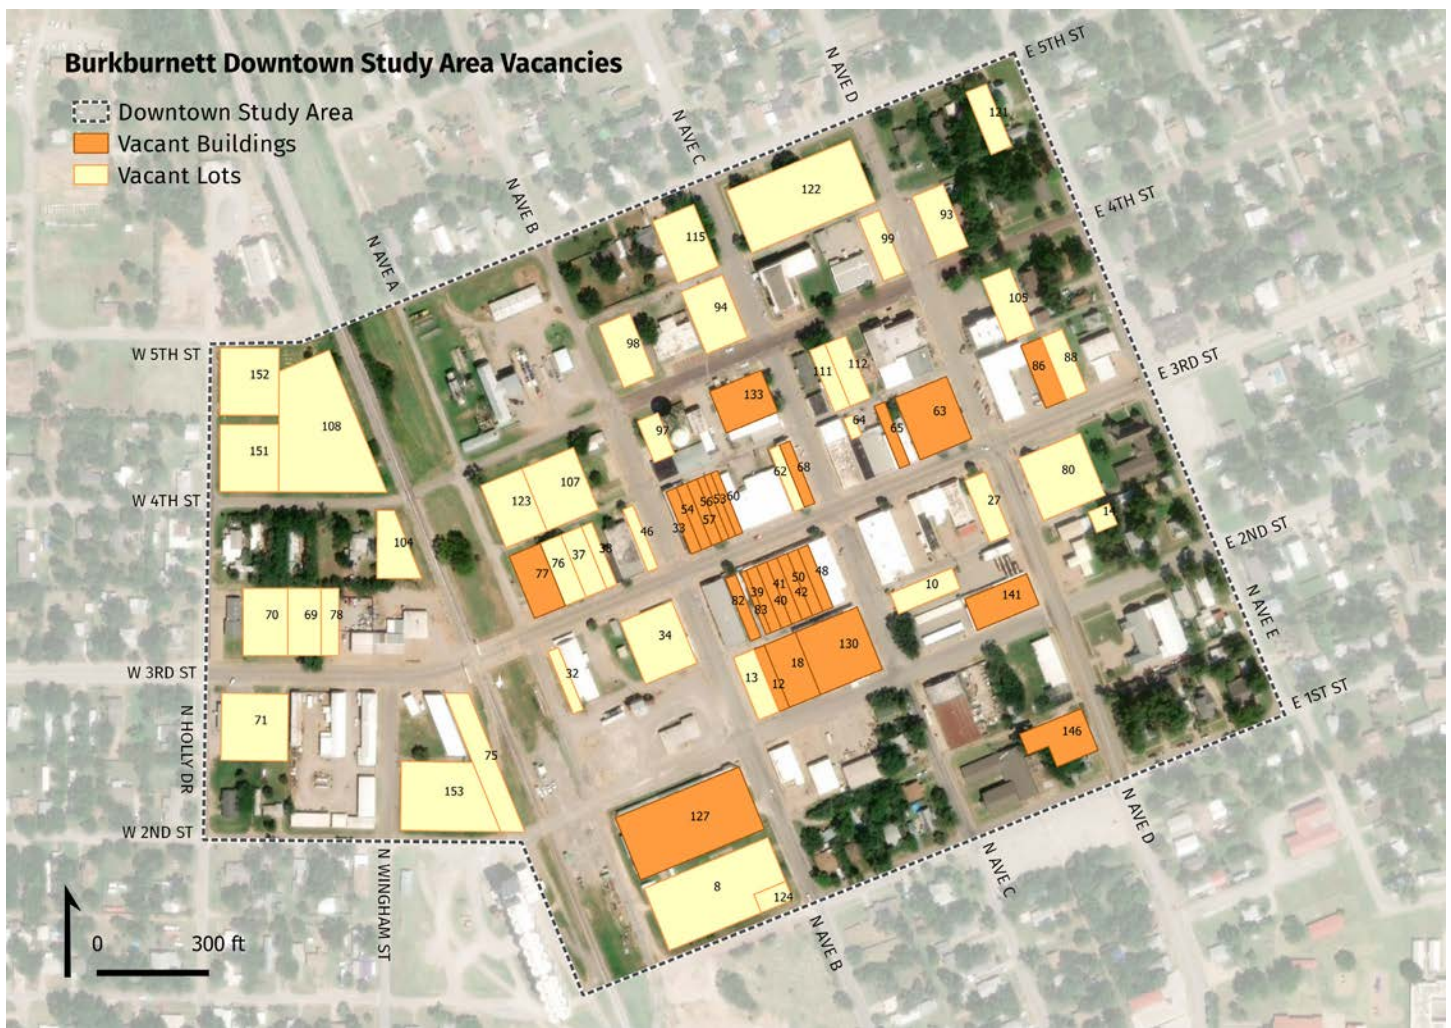 Burkburnett Downtown Study Area Vacancies
Downtown Study Area
Vacant Buildings
Vacant Lots
E 5TH ST
N AVE D
N AVE C
N AVE B
N AVE A
E 4TH ST
E 3RD ST
E 2ND ST
N AVE E
E 1ST ST
W 5TH ST
W 4TH ST
W 3RD ST
N HOLLY DR
W 2ND ST
N WINGHAM ST
N AVE B
N AVE C
N AVE D
121
122
93
115
99
94
105
98
152
108
111
112
86
88
133
63
64
65
97
151
62
68
80
107
123
56
53
60
54
57
33
27
14
46
104
38
37
76
77
50
48
41
39
42
40
82
83
10
141
70
69
78
34
130
18
32
13
12
71
75
146
153
127
8
124
0 300 ft